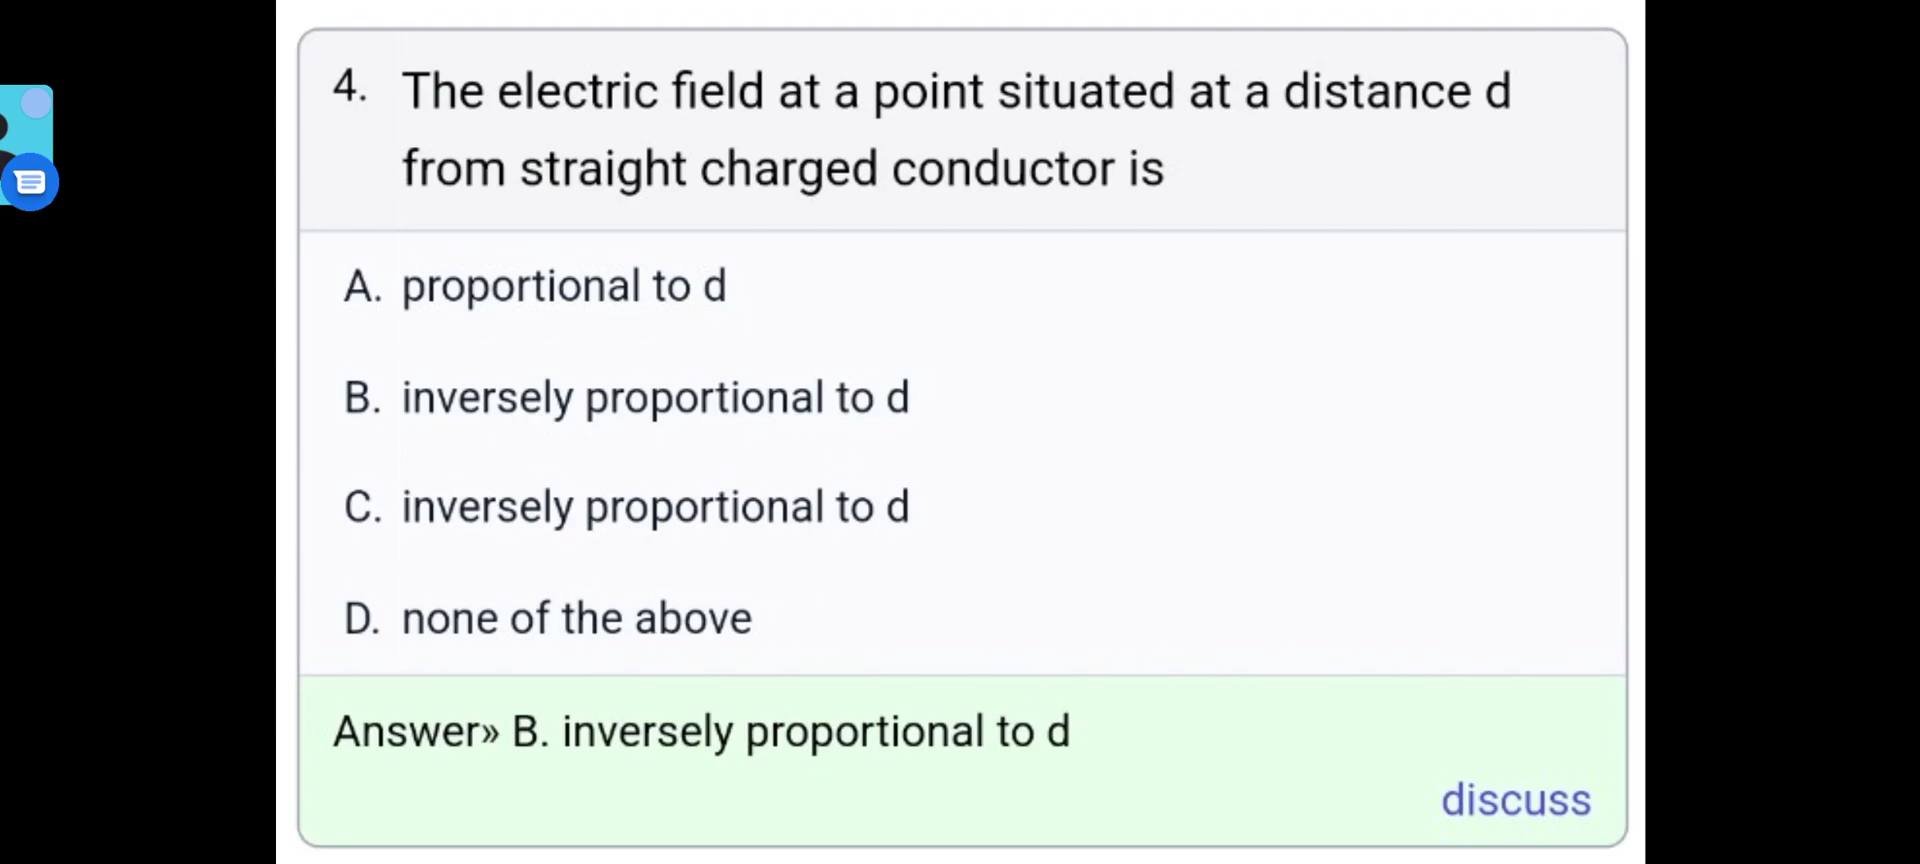 4. The electric field at a point situated at a distance d
from straight charged conductor is
A. proportional to d
B. inversely proportional to d
C. inversely proportional to d
D. none of the above
Answer» B. inversely proportional to d
discuss